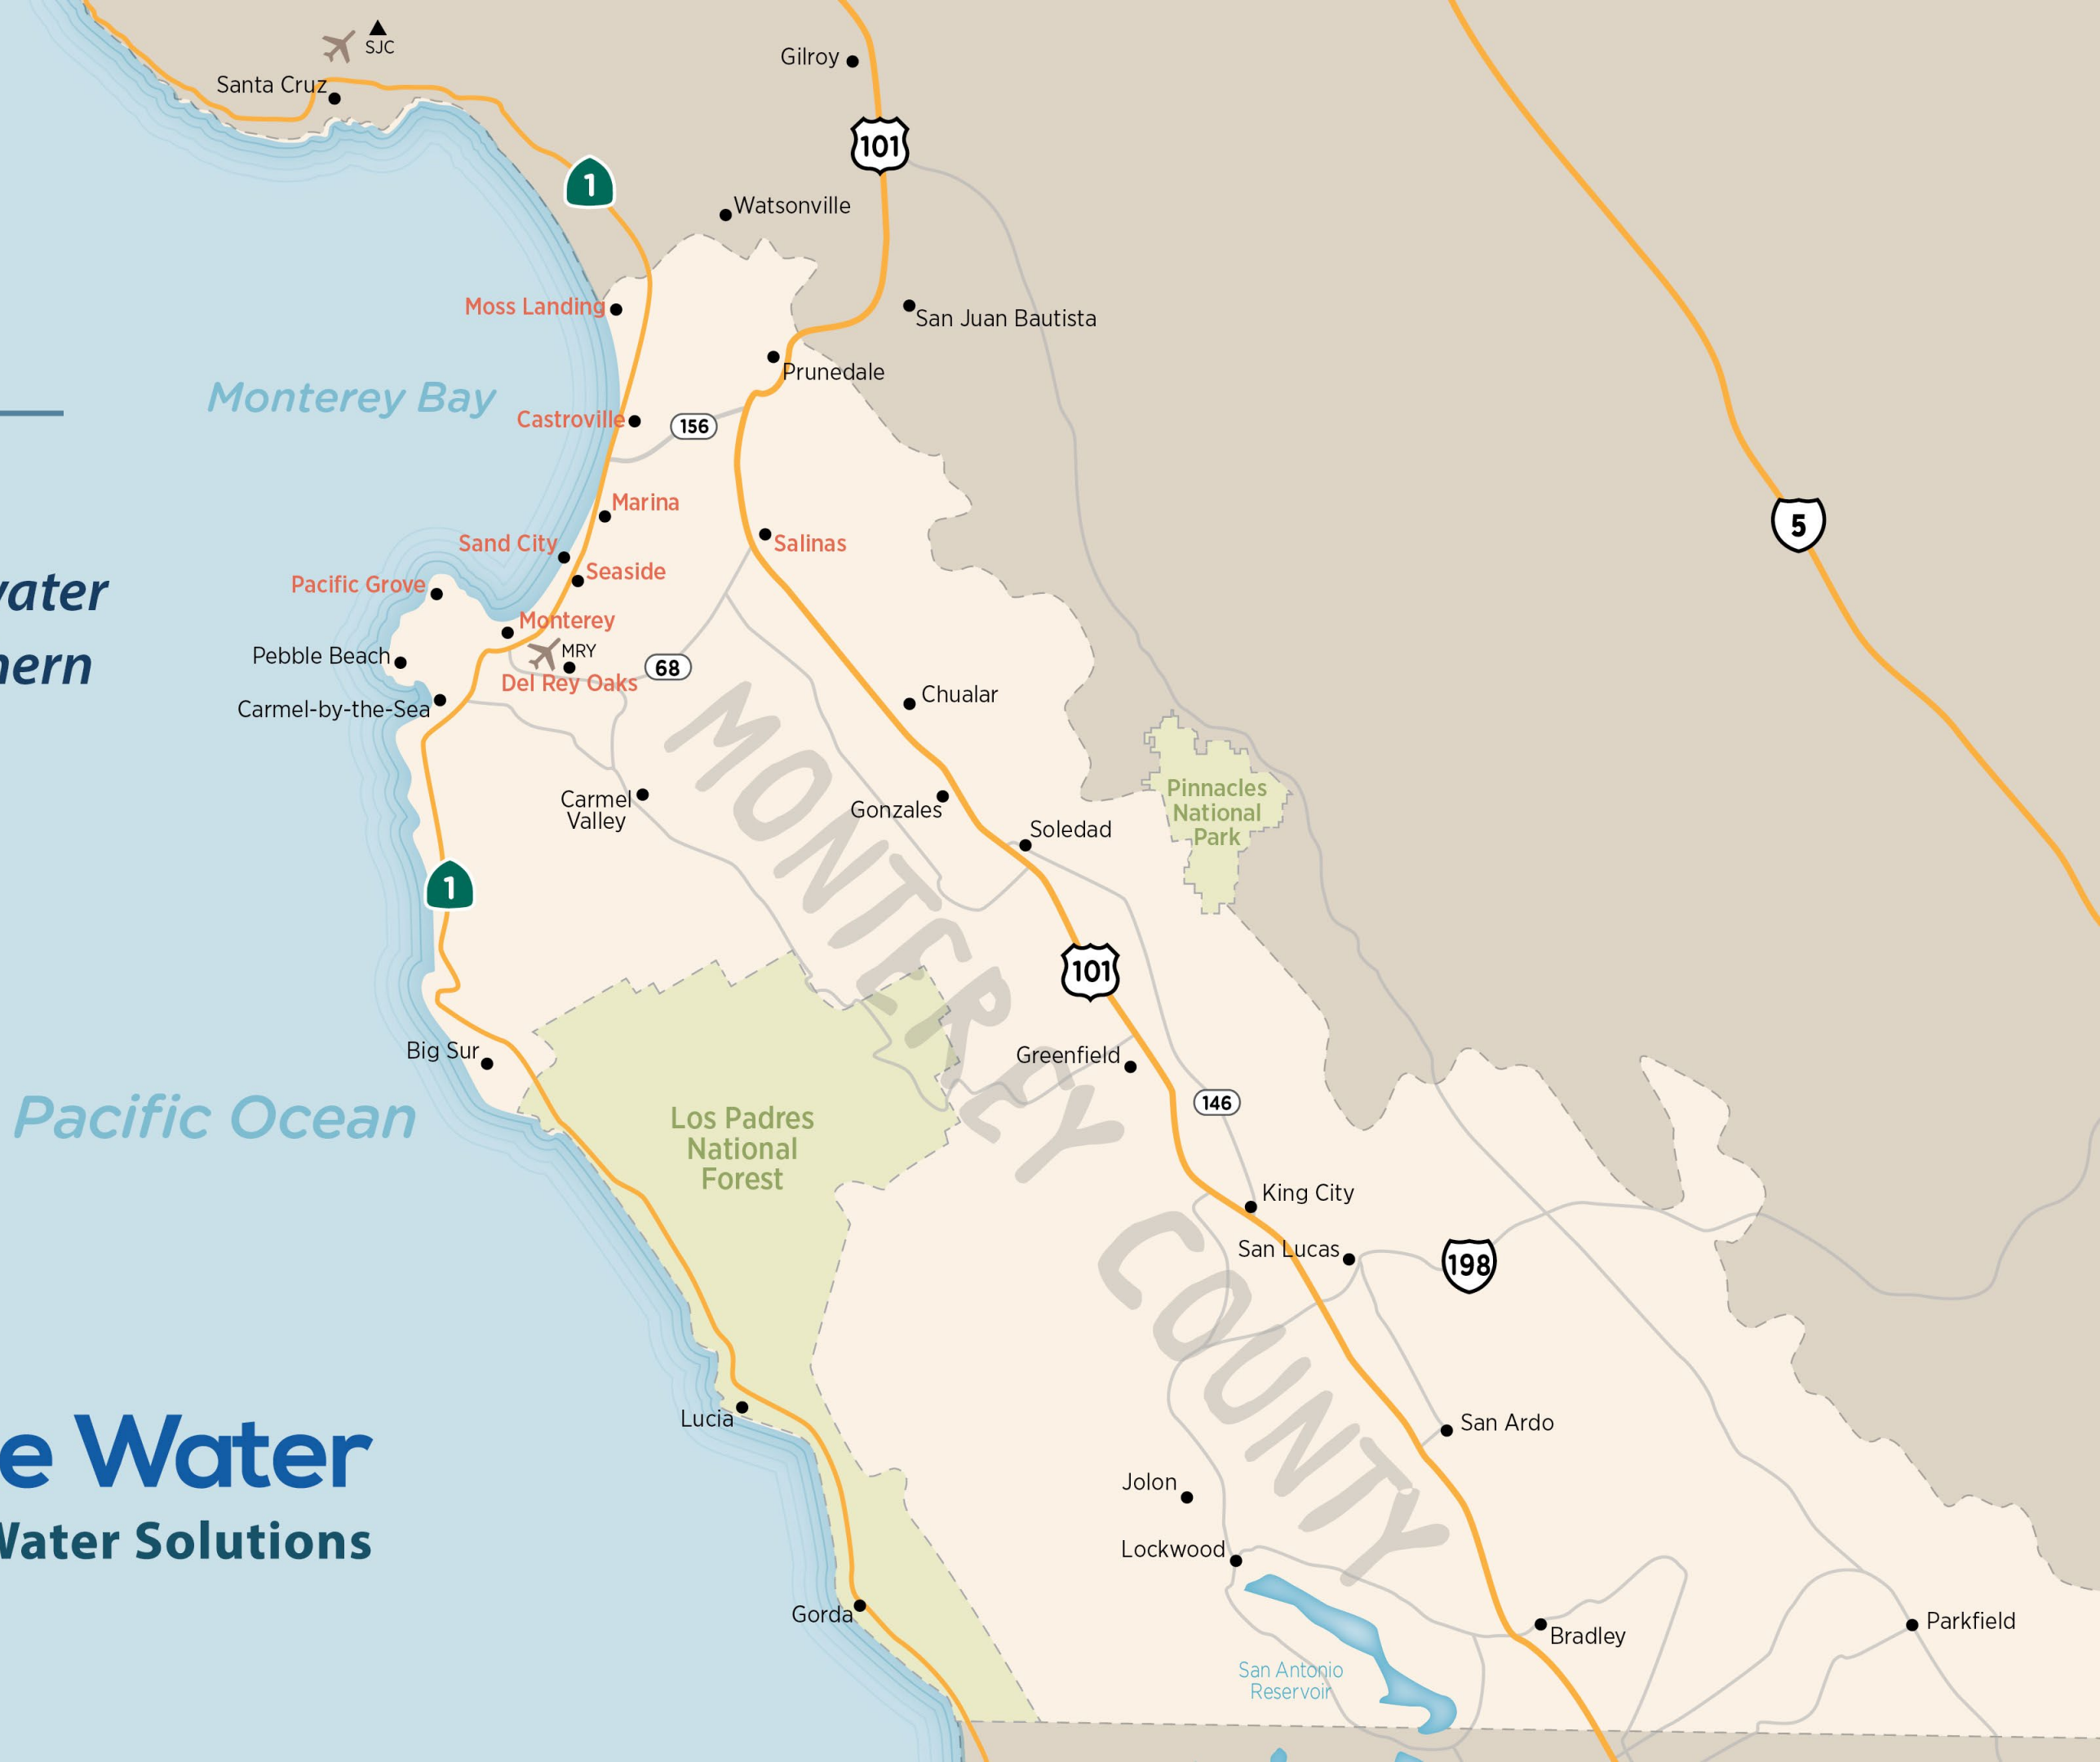 SJC
Santa Cruz
Gilroy
101
1
Watsonville
Moss Landing
San Juan Bautista
Prunedale
Monterey Bay
Castroville
156
Marina
5
Sand City
Salinas
Seaside
Pacific Grove
Monterey
MRY
Pebble Beach
68
Del Rey Oaks
Carmel-by-the-Sea
Chualar
MONTEREY COUNTY
Pinnacles
National
Park
Carmel
Valley
Gonzales
Soledad
1
101
Big Sur
Greenfield
146
Pacific Ocean
Los Padres
National
Forest
King City
San Lucas
198
Lucia
San Ardo
e Water
Water Solutions
Jolon
Lockwood
Gorda
Bradley
Parkfield
San Antonio
Reservoir